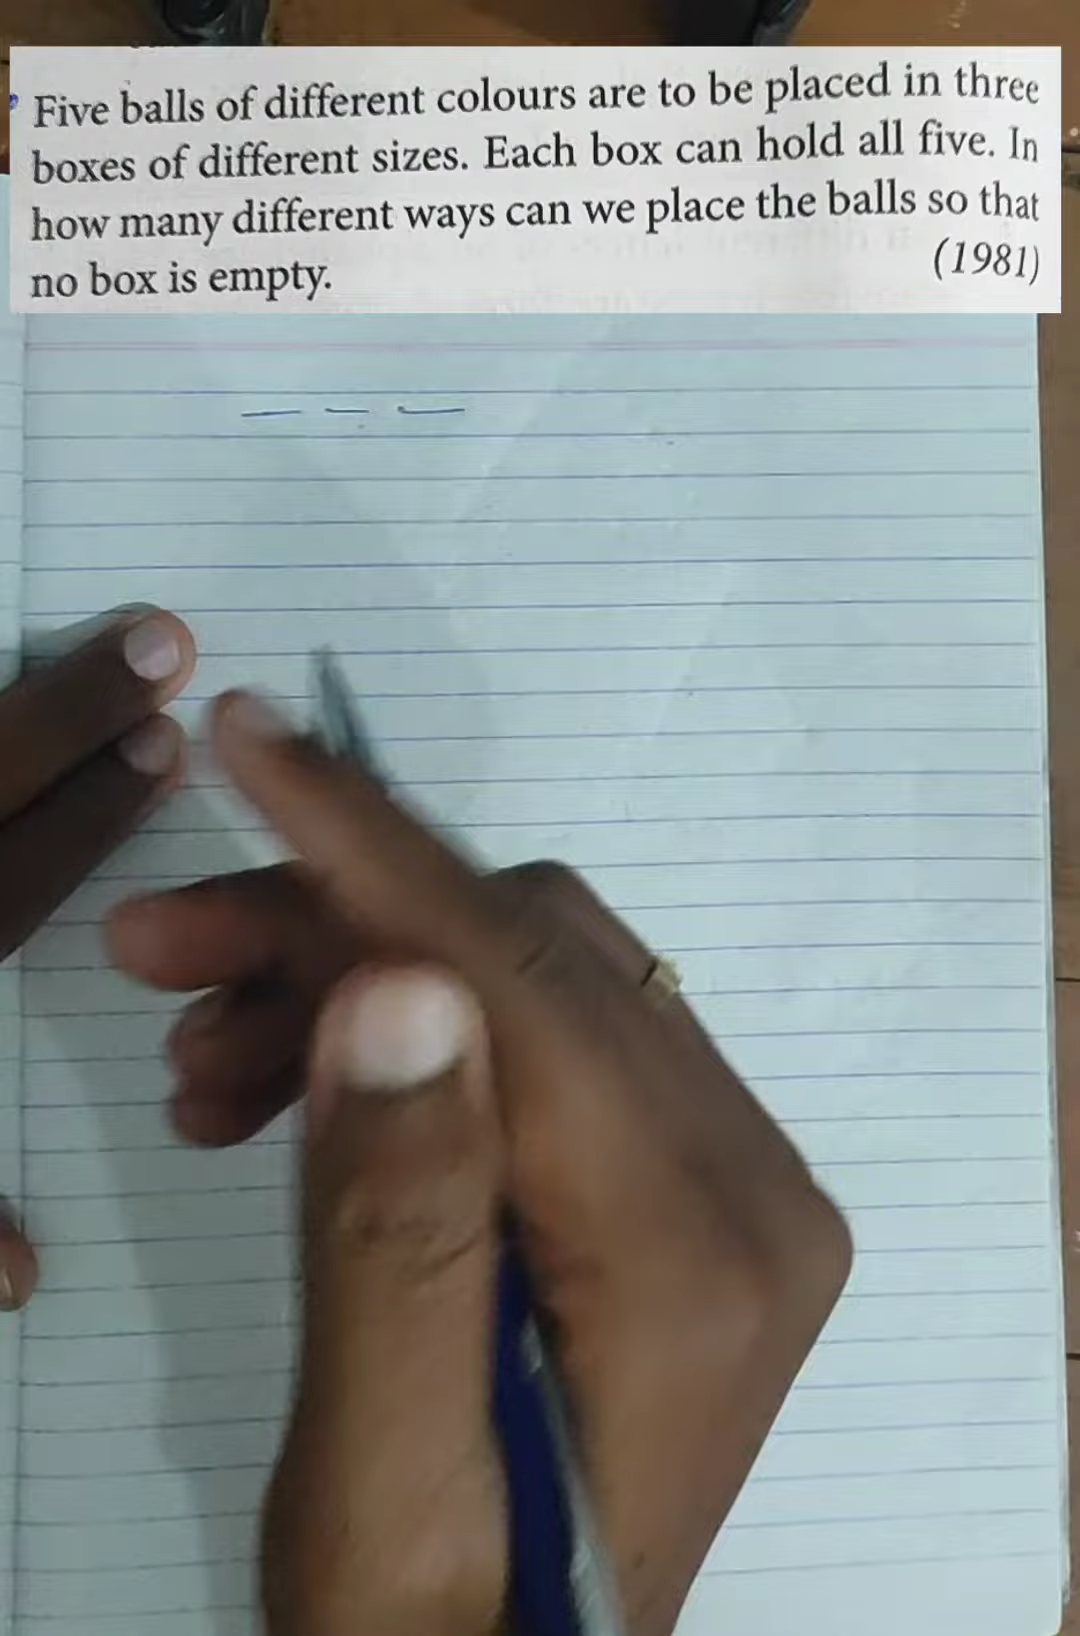 Five balls of different colours are to be placed in three
boxes of different sizes. Each box can hold all five. In
how many different ways can we place the balls so that
no box is empty. (1981)